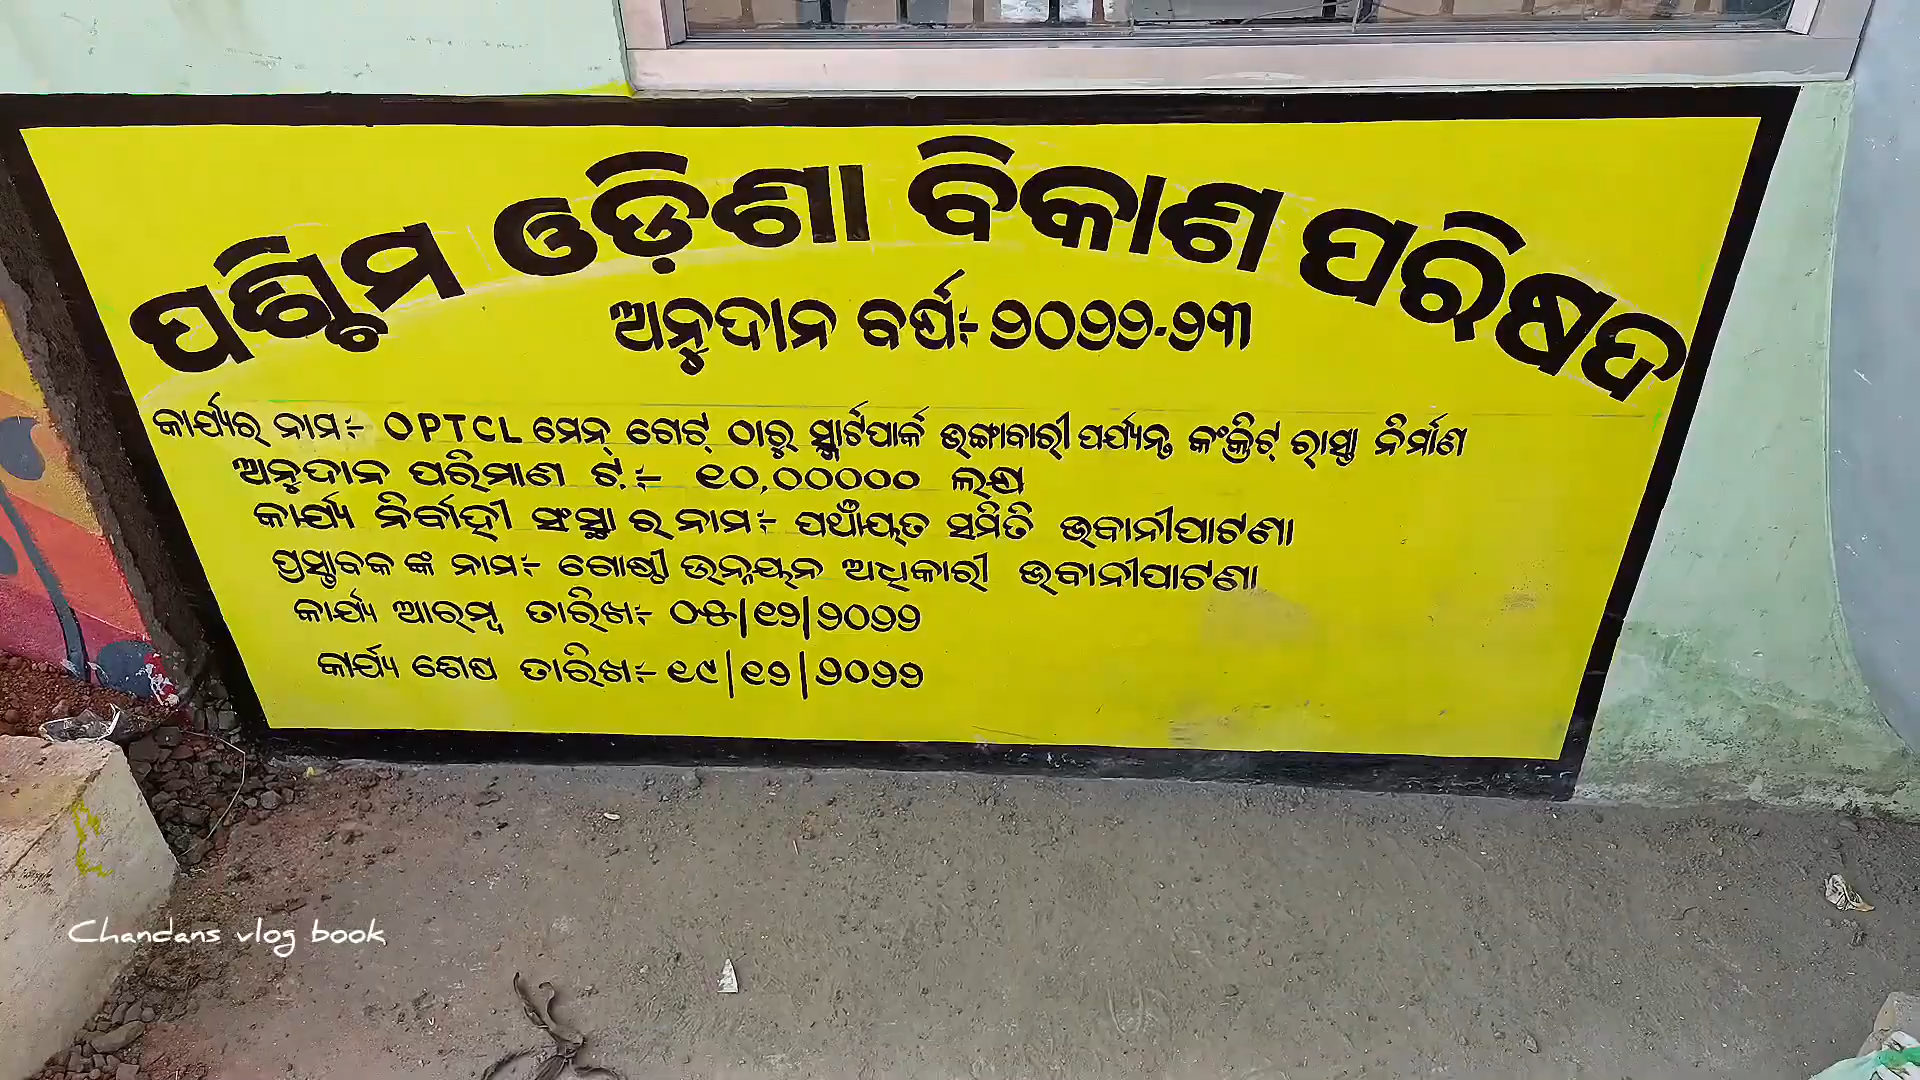 ପଶ୍ଚିମ ଓଡ଼ିଶା ବିକାଶ ପରିଷଦ
ଅନୁଦାନ ବର୍ଷ:- ୨୦୨୨-୨୩
କାର୍ଯ୍ୟର ନାମ:- OPTCL ମେନ୍ ଗେଟ୍ ଠାରୁ ସ୍ମାର୍ଟପାର୍କ ଭଙ୍ଗାବାରୀ ପର୍ଯ୍ୟନ୍ତ କଂକ୍ରିଟ୍ ରାସ୍ତା ନିର୍ମାଣ
ଅନୁଦାନ ପରିମାଣ ଟ.:- ୧୦,୦୦୦୦୦ ଲକ୍ଷ
କାର୍ଯ୍ୟ ନିର୍ବାହୀ ସଂସ୍ଥା ର ନାମ:- ପଞ୍ଚାୟତ ସମିତି ଭବାନୀପାଟଣା
ପ୍ରସ୍ତାବକ ଙ୍କ ନାମ:- ଗୋଷ୍ଠୀ ଉନ୍ନୟନ ଅଧିକାରୀ ଭବାନୀପାଟଣା
କାର୍ଯ୍ୟ ଆରମ୍ଭ ତାରିଖ:- ୦୫|୧୨|୨୦୨୨
କାର୍ଯ୍ୟ ଶେଷ ତାରିଖ:- ୧୯|୧୨|୨୦୨୨
Chandans vlog book